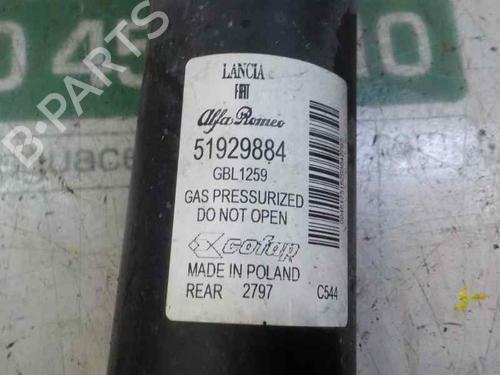 LANCIA
FIAT
Alfa Romeo
51929884
GBL1259
GAS PRESSURIZED
DO NOT OPEN
cofap
MADE IN POLAND
REAR 2797 C544
B-PARTS